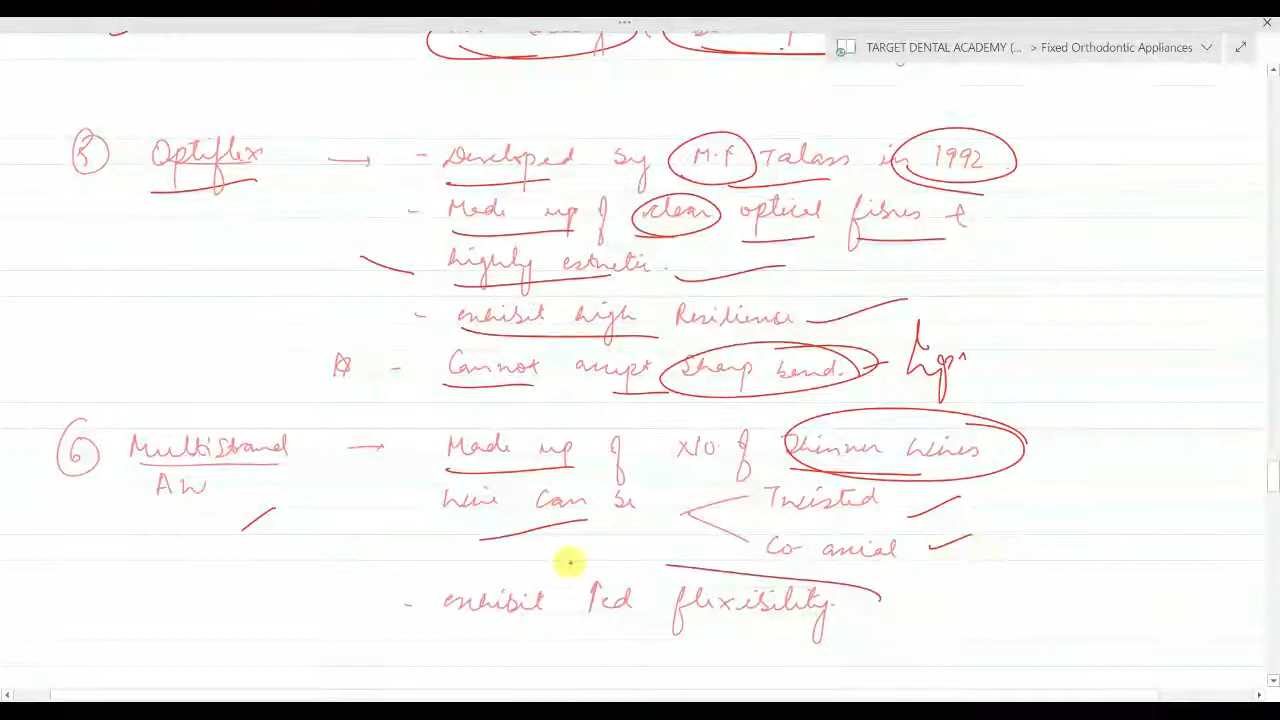 TARGET DENTAL ACADEMY (... > Fixed Orthodontic Appliances
5 Optiflex → - Developed by M.F Talass in 1992
- Made up of clear optical fibres &
highly esthetic.
- exhibit high Resilience
- Cannot accept Sharp bend. -
6 MultiStrand → Made up of x10 of Thinner wires
AW
wire can be Twisted
Co-axial
- exhibit ↑ed flexibility.